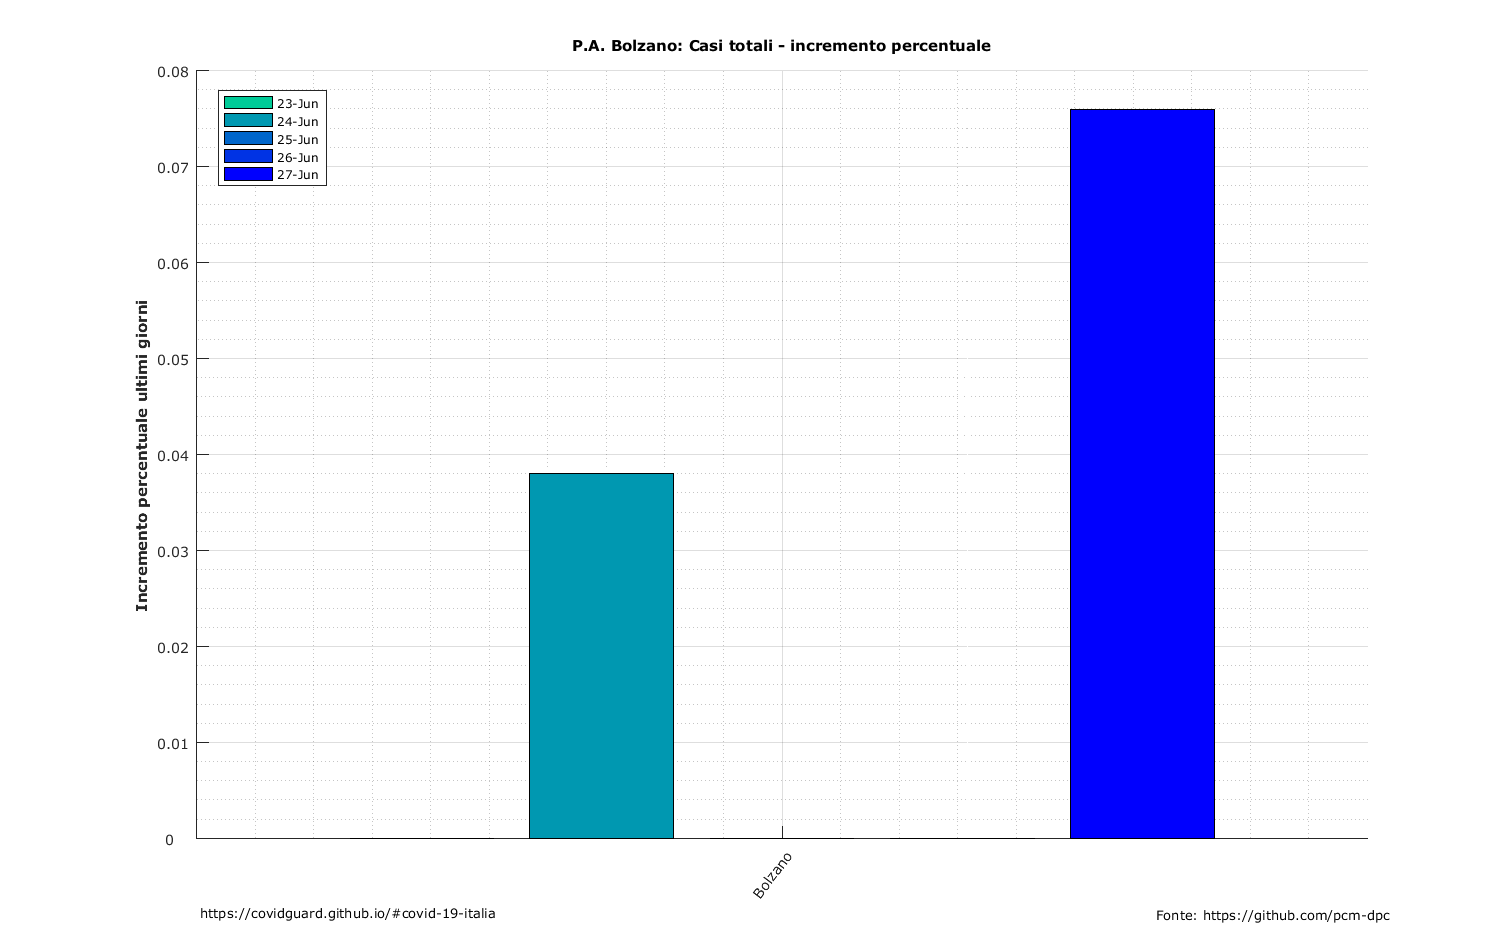 P.A. Bolzano: Casi totali - incremento percentuale
0.08
0.07
0.06
0.05
0.04
0.03
0.02
0.01
0
Incremento percentuale ultimi giorni
23-Jun
24-Jun
25-Jun
26-Jun
27-Jun
Bolzano
https://covidguard.github.io/#covid-19-italia
Fonte: https://github.com/pcm-dpc